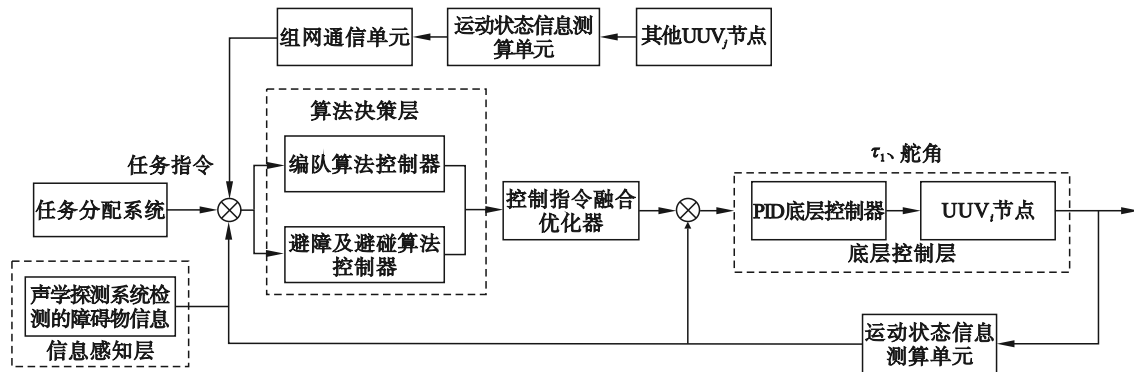 组网通信单元
运动状态信息测
算单元
其他UUVj节点
算法决策层
任务指令
编队算法控制器
τ1、舵角
任务分配系统
控制指令融合
优化器
PID底层控制器
UUVi节点
避障及避碰算法
控制器
底层控制层
声学探测系统检
测的障碍物信息
信息感知层
运动状态信息
测算单元